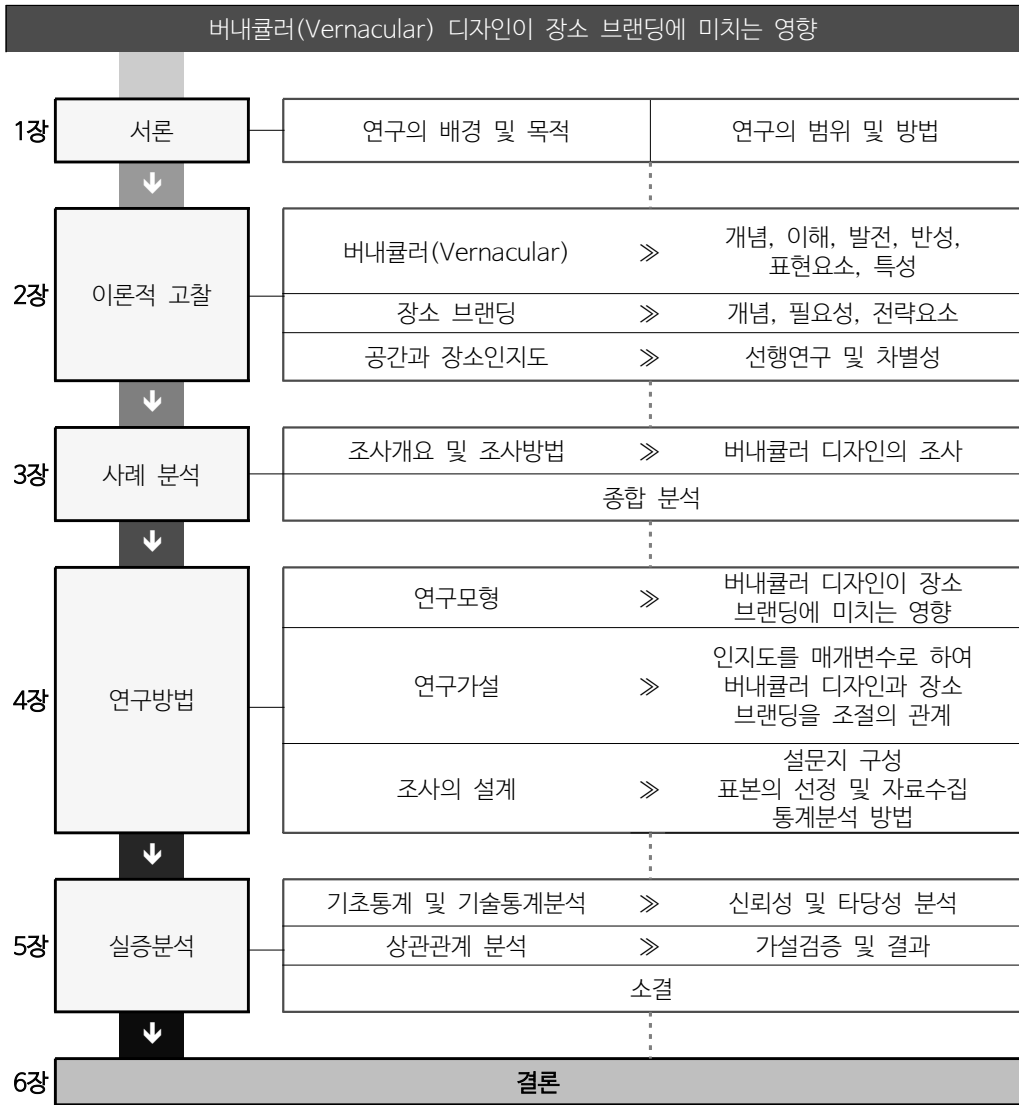 버내큘러(Vernacular) 디자인이 장소 브랜딩에 미치는 영향
1장
서론
연구의 배경 및 목적
연구의 범위 및 방법
2장
이론적 고찰
버내큘러(Vernacular)
≫
개념, 이해, 발전, 반성,
표현요소, 특성
장소 브랜딩
≫
개념, 필요성, 전략요소
공간과 장소인지도
≫
선행연구 및 차별성
3장
사례 분석
조사개요 및 조사방법
≫
버내큘러 디자인의 조사
종합 분석
4장
연구방법
연구모형
≫
버내큘러 디자인이 장소
브랜딩에 미치는 영향
연구가설
≫
인지도를 매개변수로 하여
버내큘러 디자인과 장소
브랜딩을 조절의 관계
조사의 설계
≫
설문지 구성
표본의 선정 및 자료수집
통계분석 방법
5장
실증분석
기초통계 및 기술통계분석
≫
신뢰성 및 타당성 분석
상관관계 분석
≫
가설검증 및 결과
소결
6장
결론